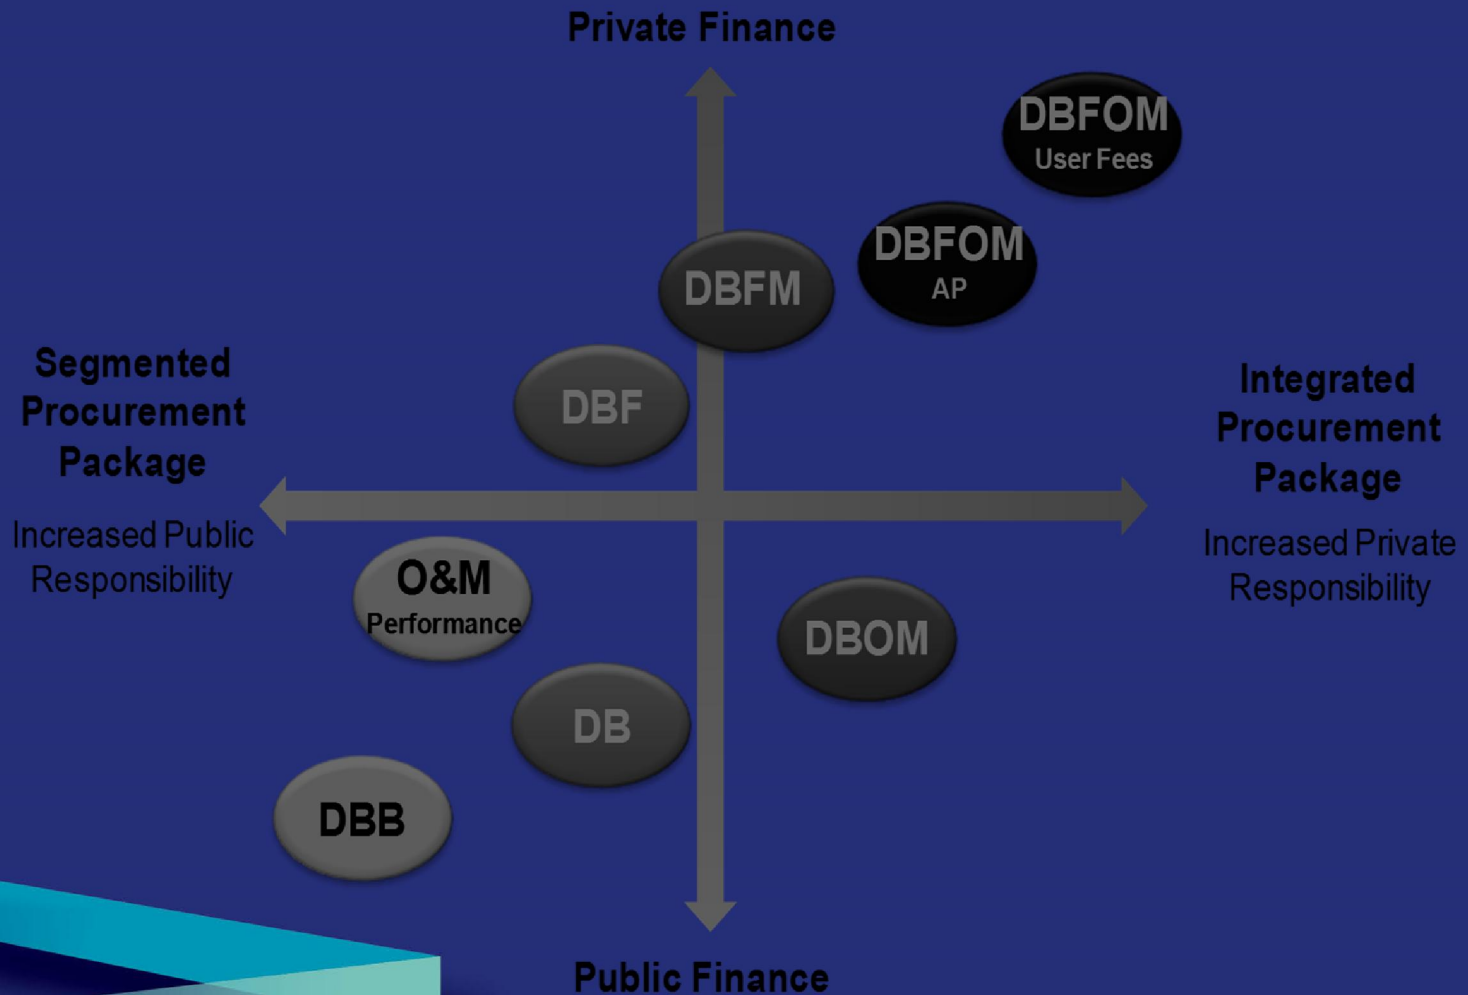 Private Finance
DBFOM
User Fees
DBFOM
AP
DBFM
Segmented
Procurement
Package
Increased Public
Responsibility
DBF
Integrated
Procurement
Package
Increased Private
Responsibility
O&M
Performance
DBOM
DB
DBB
Public Finance